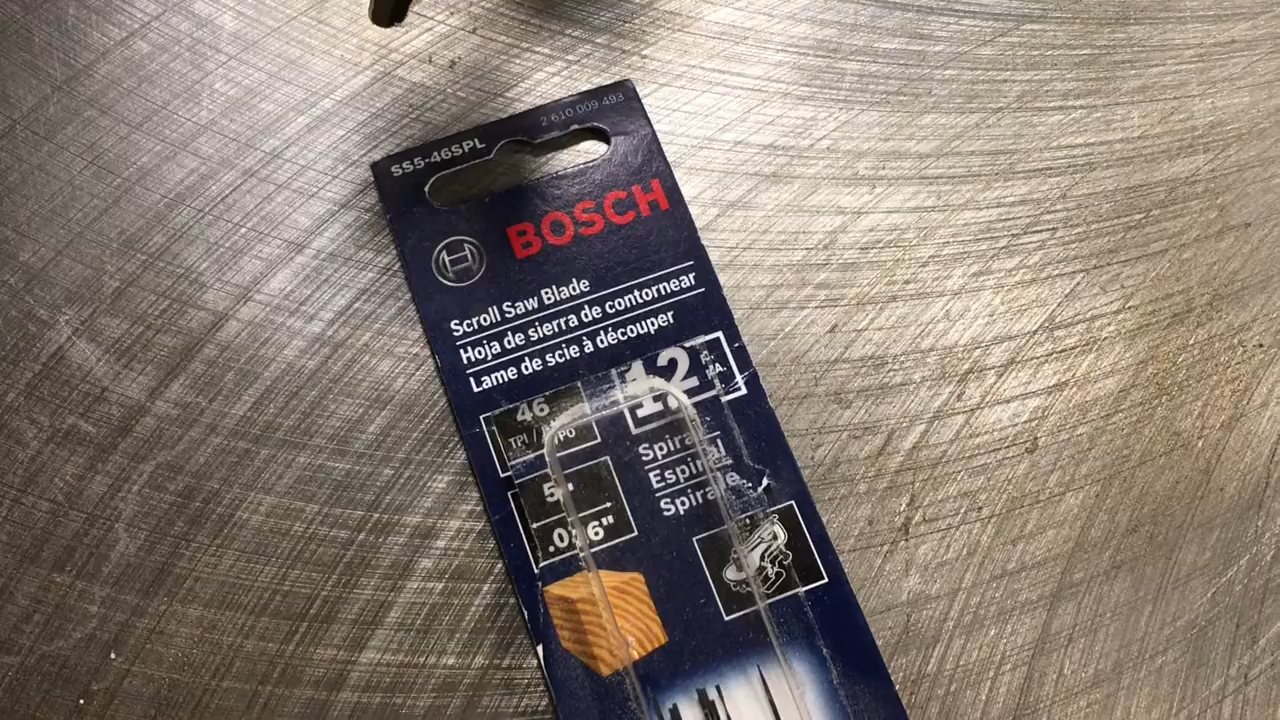 SS5-46SPL
2 610 009 493
BOSCH
Scroll Saw Blade
Hoja de sierra de contornear
Lame de scie à découper
46
12
TPI /
Spiral
Espiral
Spirale
5"